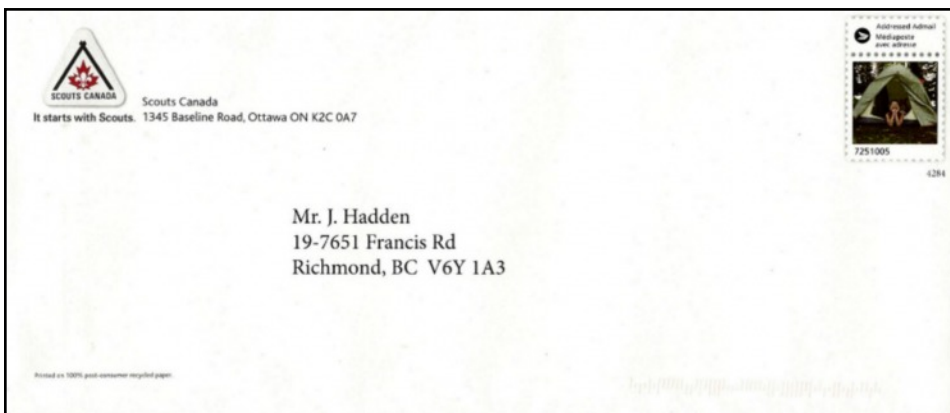 SCOUTS CANADA
It starts with Scouts.
Scouts Canada
1345 Baseline Road, Ottawa ON K2C 0A7
Addressed Admail
Médiaposte
avec adresse
7251005
4284
Mr. J. Hadden
19-7651 Francis Rd
Richmond, BC V6Y 1A3
Printed on 100% post-consumer recycled paper.